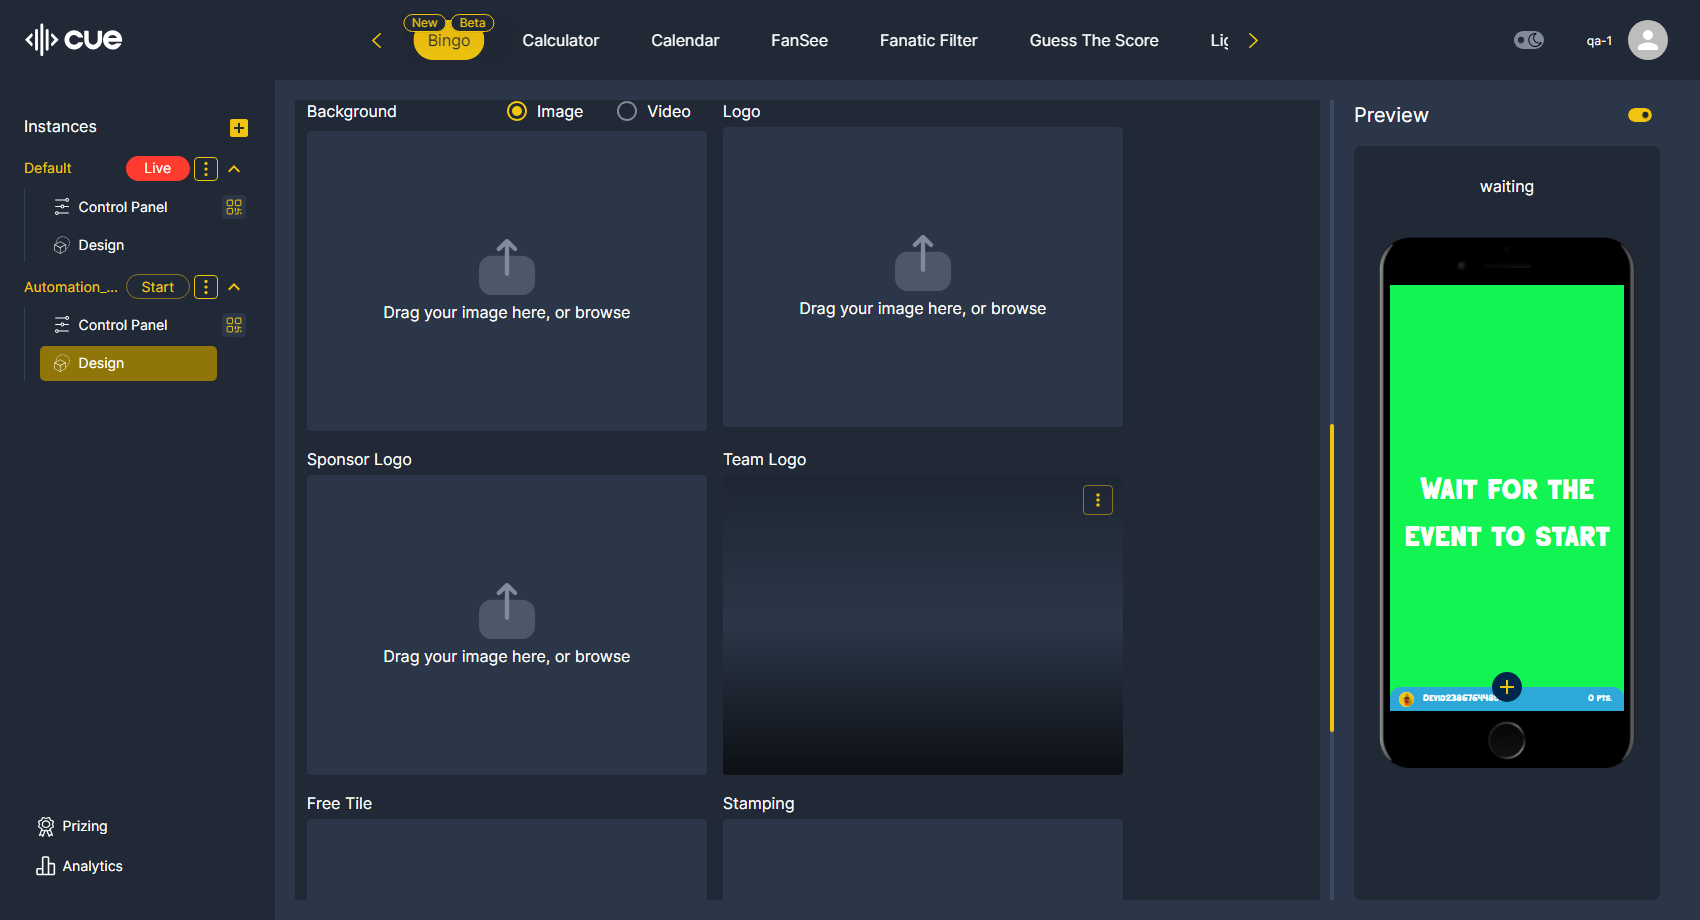 cue
New
Beta
Bingo
Calculator
Calendar
FanSee
Fanatic Filter
Guess The Score
qa-1
Instances
Default
Live
Control Panel
Design
Automation_...
Start
Control Panel
Design
Prizing
Analytics
Background
Image
Video
Logo
Drag your image here, or browse
Drag your image here, or browse
Sponsor Logo
Team Logo
Drag your image here, or browse
Free Tile
Stamping
Preview
waiting
Wait for the
event to start
0 pts.